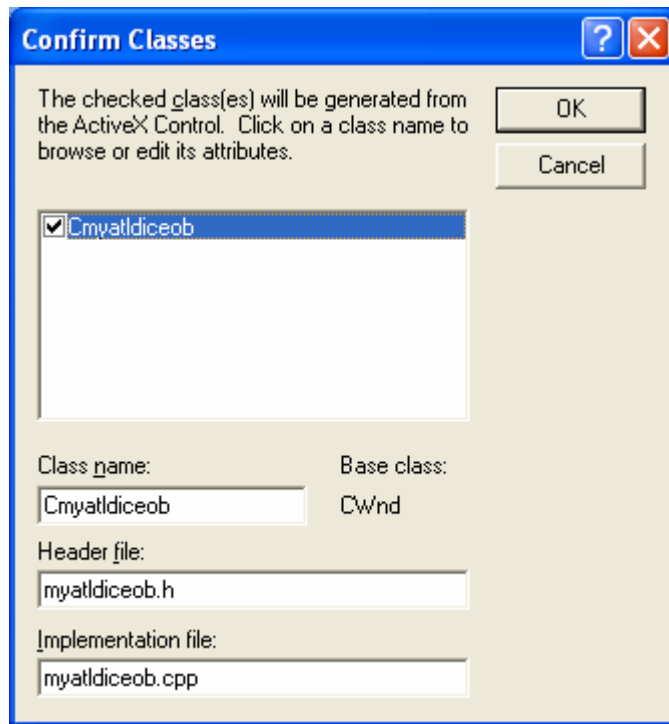 Confirm Classes
The checked class(es) will be generated from
the ActiveX Control. Click on a class name to
browse or edit its attributes.
OK
Cancel
Cmyatldiceob
Class name:
Base class:
Cmyatldiceob
CWnd
Header file:
myatldiceob.h
Implementation file:
myatldiceob.cpp